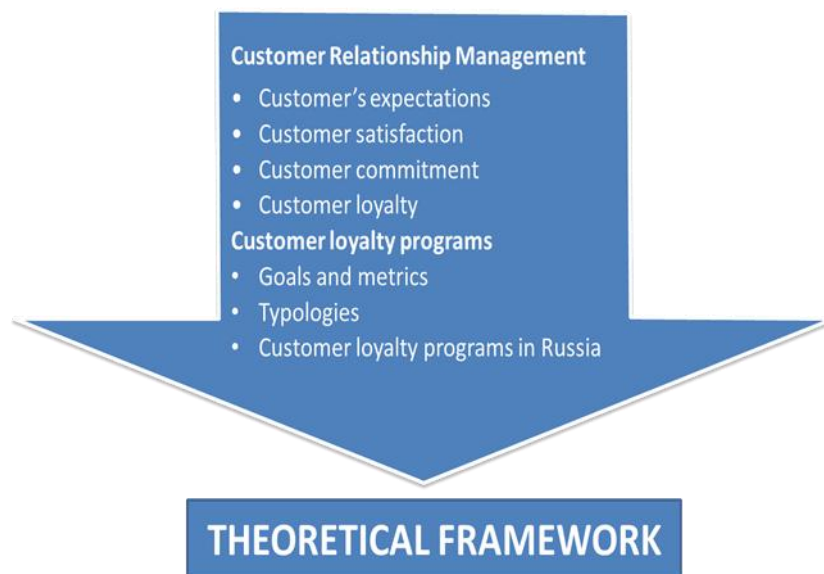 Customer Relationship Management
• Customer's expectations
• Customer satisfaction
• Customer commitment
• Customer loyalty
Customer loyalty programs
• Goals and metrics
• Typologies
• Customer loyalty programs in Russia
THEORETICAL FRAMEWORK